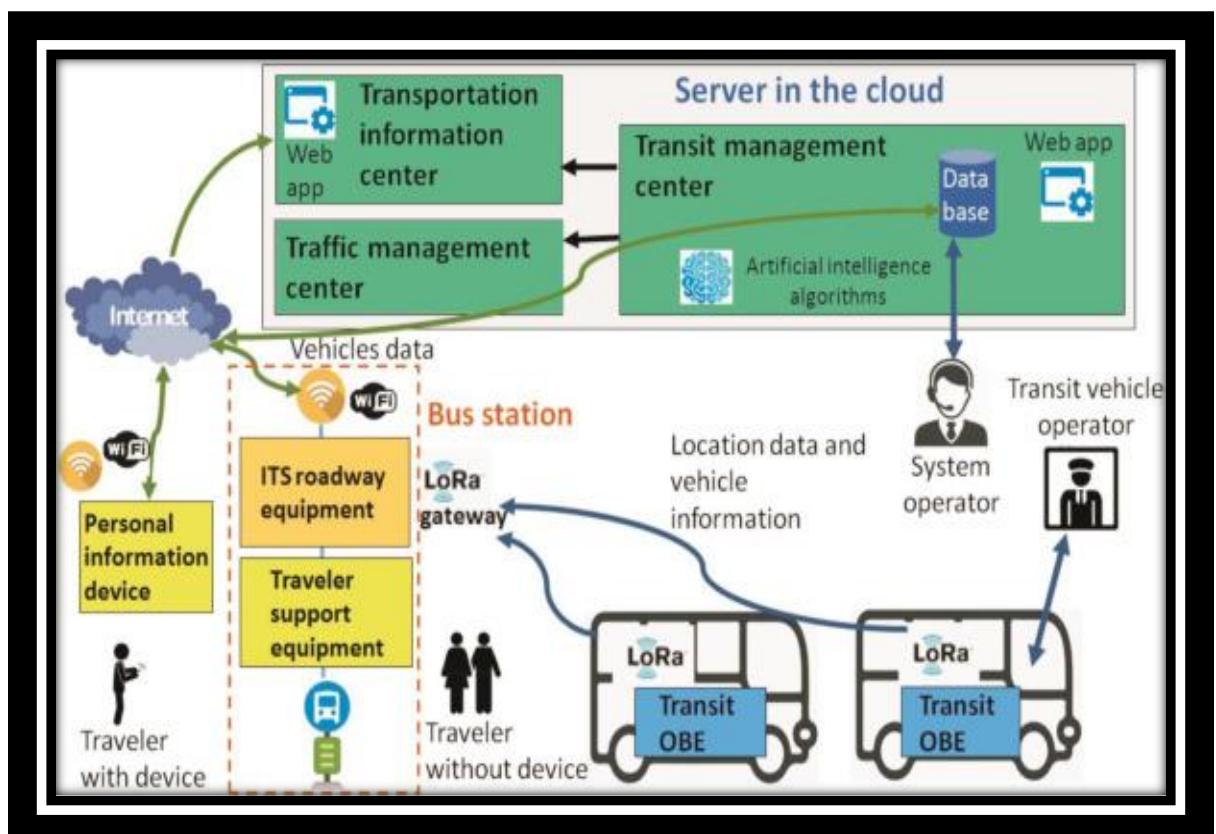 Server in the cloud
Web
app
Transportation
information
center
Transit management
center
Data
base
Web app
Traffic management
center
Artificial intelligence
algorithms
Internet
Vehicles data
WiFi
Bus station
WiFi
ITS roadway
equipment
LoRa
gateway
Location data and
vehicle
information
System
operator
Transit vehicle
operator
Personal
information
device
Traveler
support
equipment
Traveler
with device
Traveler
without device
LoRa
Transit
OBE
LoRa
Transit
OBE